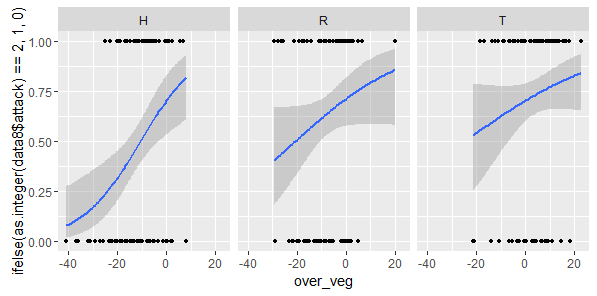 H R T
ifelse(as.integer(data8$attack) == 2, 1, 0)
1.00
0.75
0.50
0.25
0.00
-40 -20 0 20 -40 -20 0 20 -40 -20 0 20
over_veg